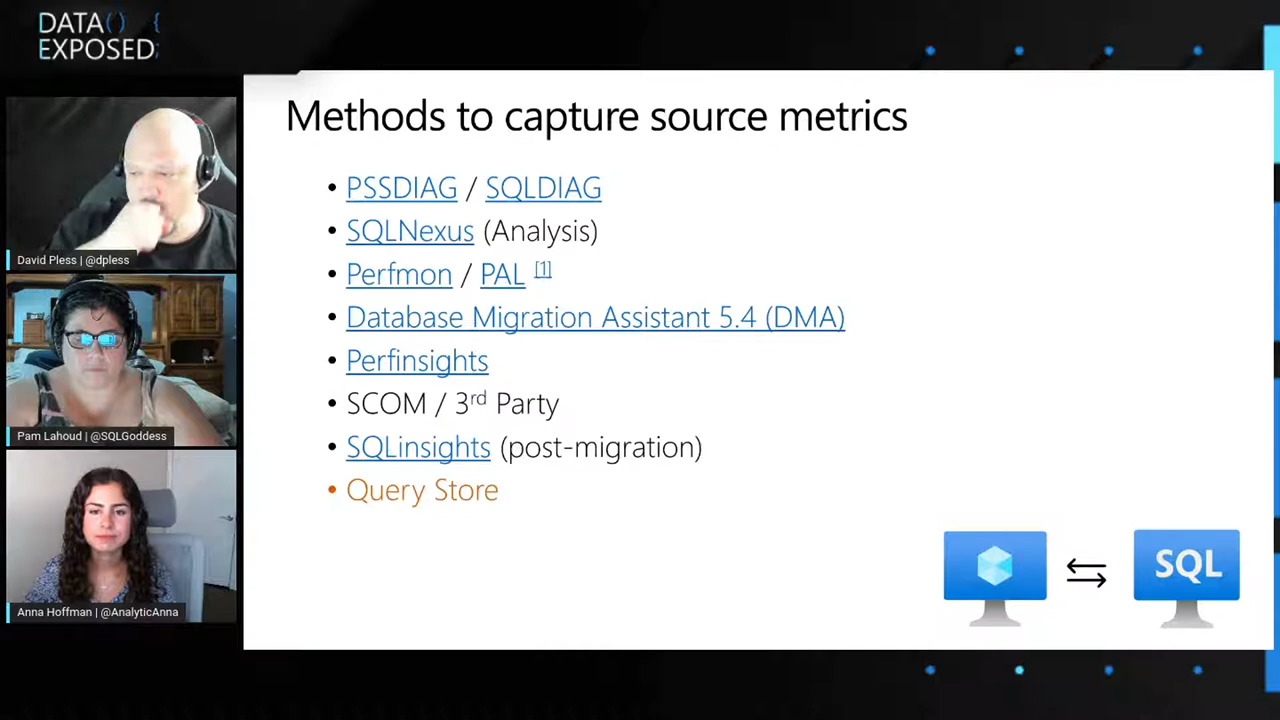 DATA() {
EXPOSED;
Methods to capture source metrics
• PSSDIAG / SQLDIAG
• SQLNexus (Analysis)
• Perfmon / PAL [1]
• Database Migration Assistant 5.4 (DMA)
• Perfinsights
• SCOM / 3rd Party
• SQLinsights (post-migration)
• Query Store
SQL
David Pless | @dpless
Pam Lahoud | @SQLGoddess
Anna Hoffman | @AnalyticAnna